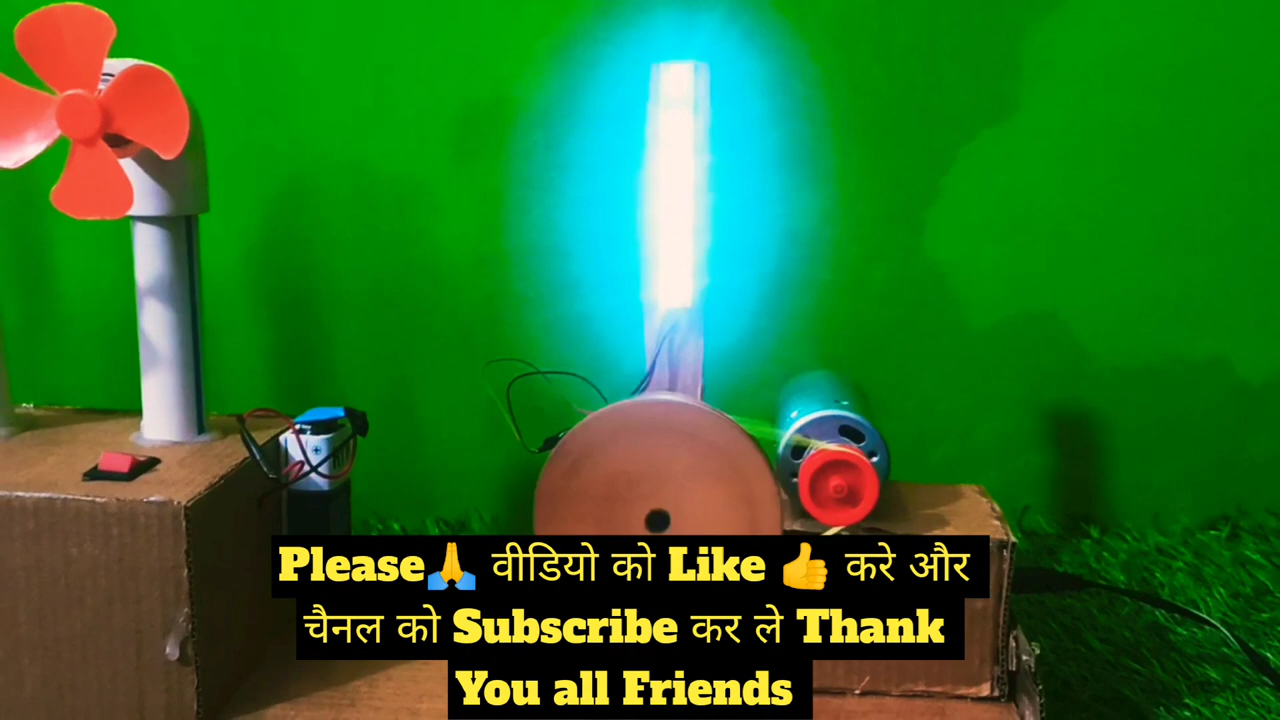 Please🙏 वीडियो को Like 👍 करे और
चैनल को Subscribe कर ले Thank
You all Friends